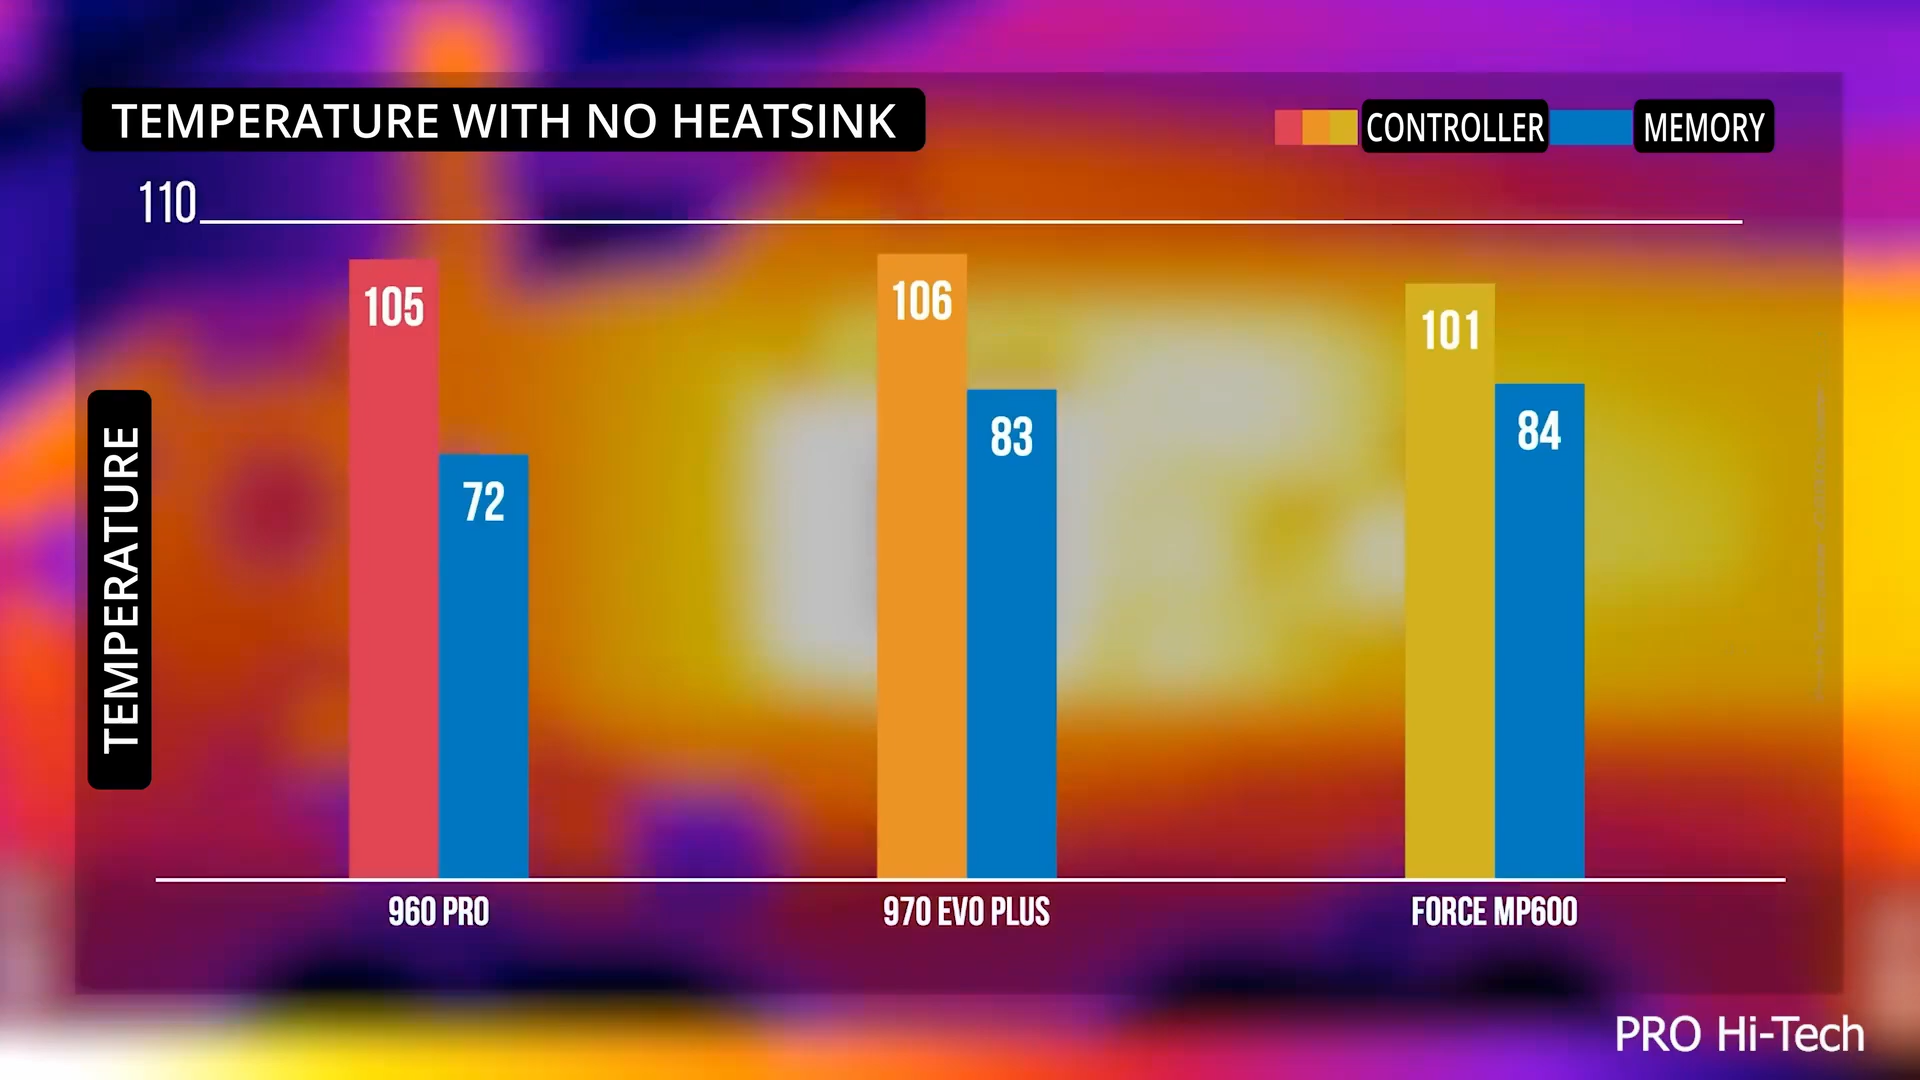 TEMPERATURE WITH NO HEATSINK
CONTROLLER
MEMORY
110
TEMPERATURE
105
72
106
83
101
84
960 PRO
970 EVO PLUS
FORCE MP600
PRO Hi-Tech